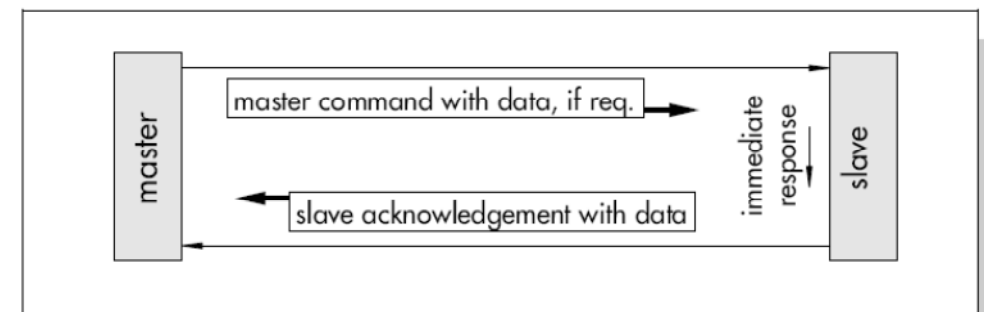 master
master command with data, if req.
immediate
response
slave
slave acknowledgement with data